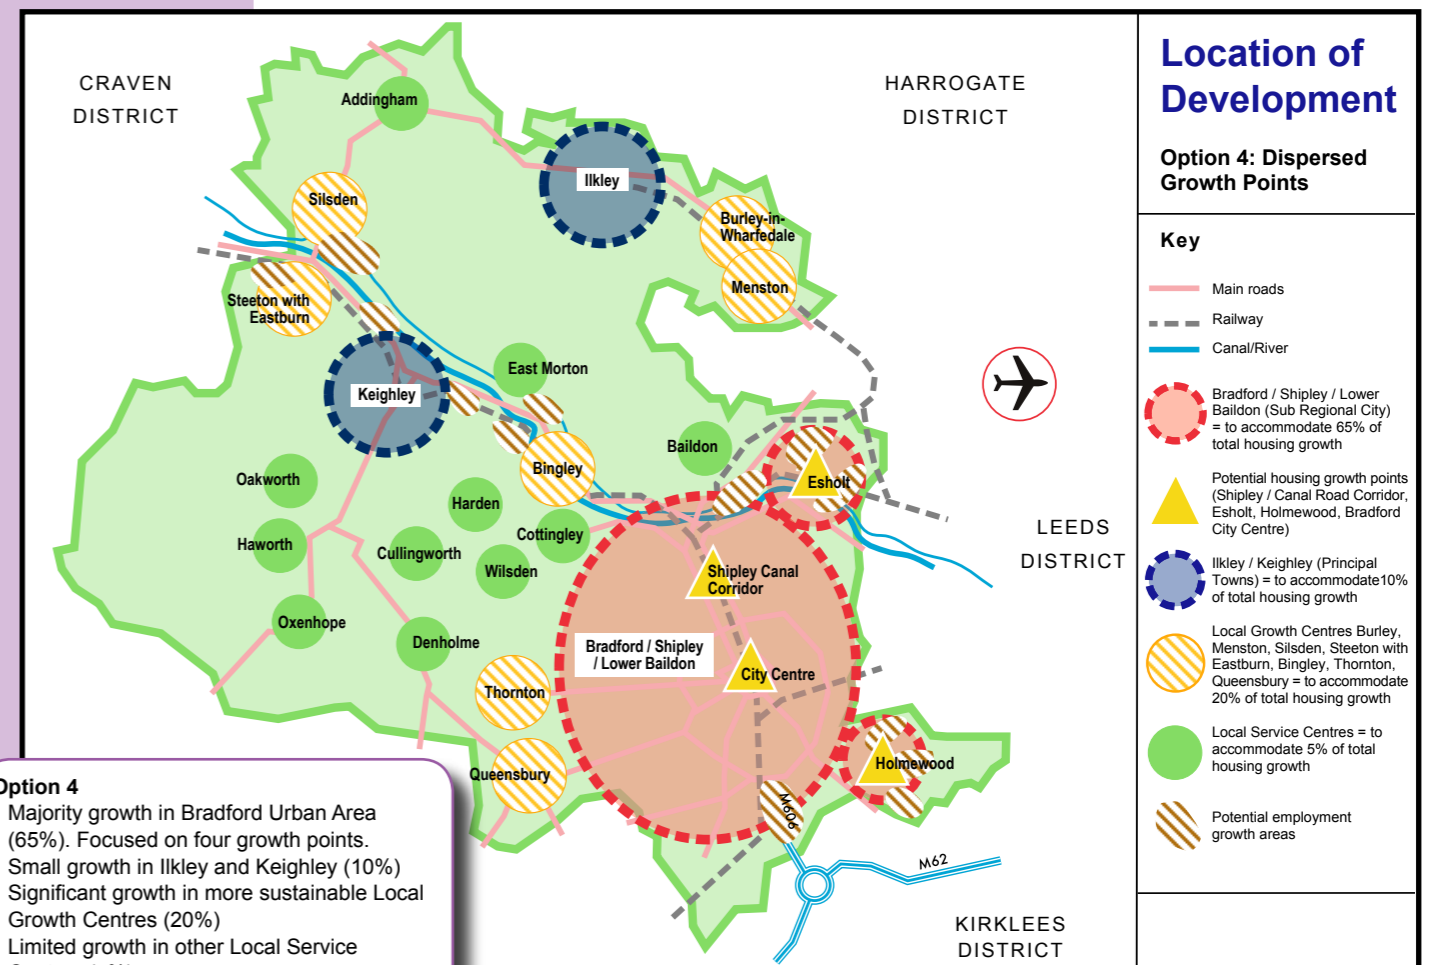 CRAVEN
DISTRICT
HARROGATE
DISTRICT
Addingham
Ilkley
Silsden
Burley-in-
Wharfedale
Menston
Steeton with
Eastburn
Keighley
East Morton
Baildon
Bingley
Esholt
Oakworth
Harden
Haworth
Cottingley
Cullingworth
Wilsden
LEEDS
DISTRICT
Shipley Canal
Corridor
Oxenhope
Denholme
Bradford / Shipley
/ Lower Baildon
City Centre
Thornton
Queensbury
Holmewood
M606
M62
KIRKLEES
DISTRICT
Option 4
Majority growth in Bradford Urban Area
(65%). Focused on four growth points.
Small growth in Ilkley and Keighley (10%)
Significant growth in more sustainable Local
Growth Centres (20%)
Limited growth in other Local Service
Location of
Development
Option 4: Dispersed
Growth Points
Key
Main roads
Railway
Canal/River
Bradford / Shipley / Lower
Baildon (Sub Regional City)
= to accommodate 65% of
total housing growth
Potential housing growth points
(Shipley / Canal Road Corridor,
Esholt, Holmewood, Bradford
City Centre)
Ilkley / Keighley (Principal
Towns) = to accommodate10%
of total housing growth
Local Growth Centres Burley,
Menston, Silsden, Steeton with
Eastburn, Bingley, Thornton,
Queensbury = to accommodate
20% of total housing growth
Local Service Centres = to
accommodate 5% of total
housing growth
Potential employment
growth areas